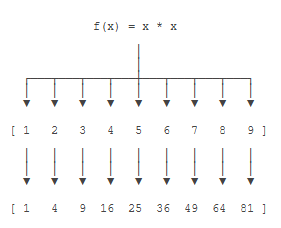 f(x) = x * x
[ 1 2 3 4 5 6 7 8 9 ]
[ 1 4 9 16 25 36 49 64 81 ]